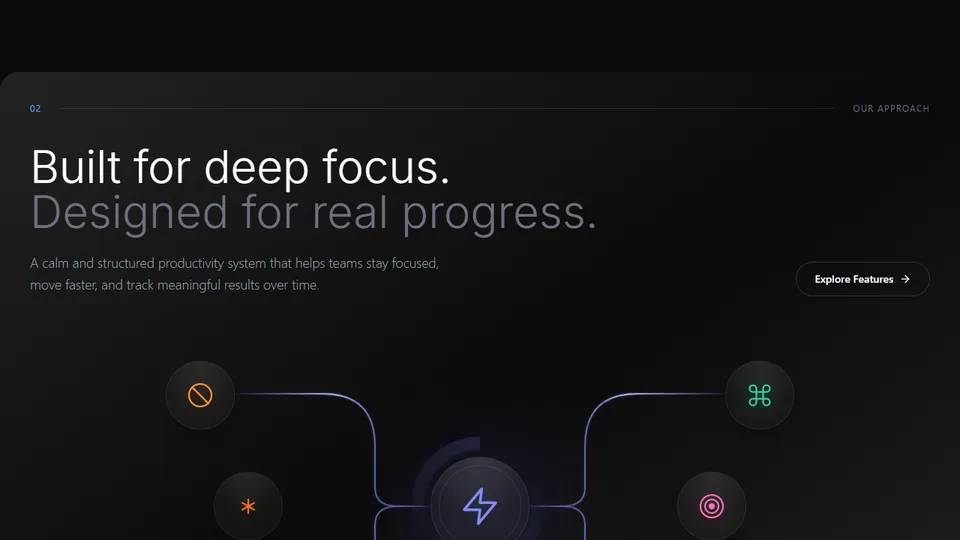 02
OUR APPROACH
Built for deep focus.
Designed for real progress.
A calm and structured productivity system that helps teams stay focused,
move faster, and track meaningful results over time.
Explore Features